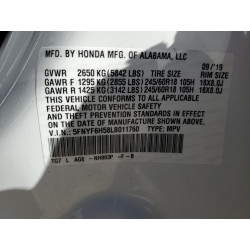 MFD. BY HONDA MFG. OF ALABAMA, LLC 09/19
GVWR 2650 KG (5842 LBS) TIRE SIZE RIM SIZE
GAWR F 1295 KG (2855 LBS) 245/60R18 105H 18X8.0J
GAWR R 1425 KG (3142 LBS) 245/60R18 105H 18X8.0J
THIS VEHICLE CONFORMS TO ALL APPLICABLE
FEDERAL MOTOR VEHICLE SAFETY STANDARDS IN
EFFECT ON THE DATE OF MANUFACTURE SHOWN ABOVE.
V.I.N.: 5FNYF6H58LB011760 TYPE: MPV
TG7 L A00 -NH883P -F-B